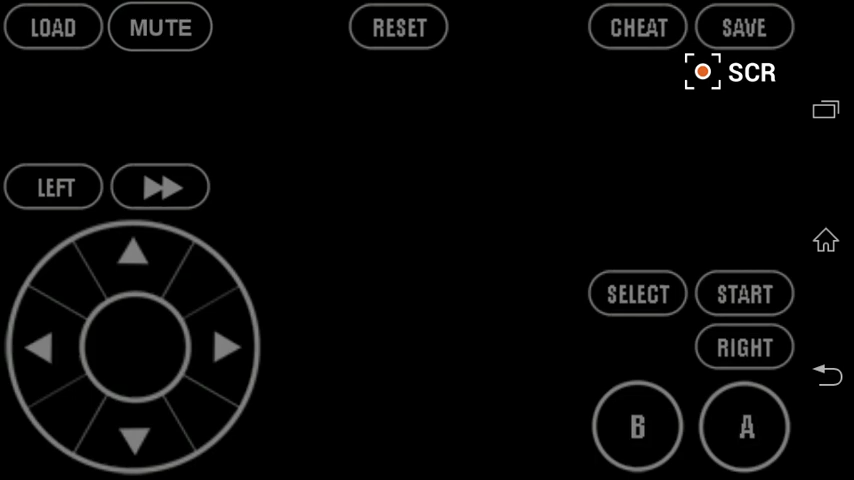 LOAD MUTE RESET CHEAT SAVE
SCR
LEFT
SELECT START
RIGHT
B A